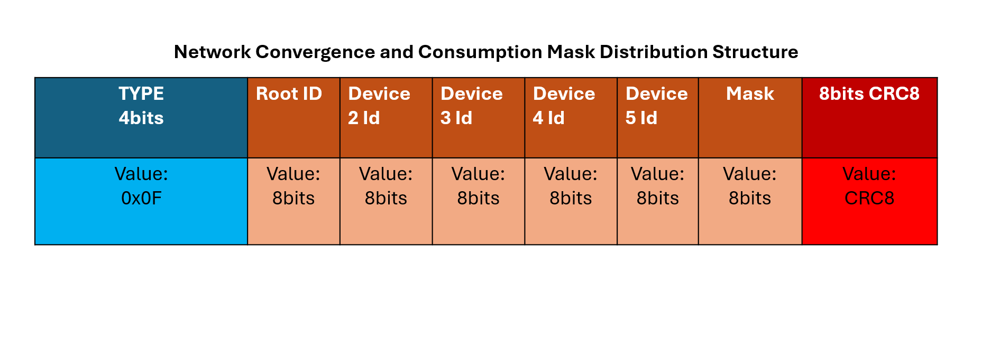 Network Convergence and Consumption Mask Distribution Structure
TYPE
4bits
Root ID
Device
2 Id
Device
3 Id
Device
4 Id
Device
5 Id
Mask
8bits CRC8
Value:
0x0F
Value:
8bits
Value:
8bits
Value:
8bits
Value:
8bits
Value:
8bits
Value:
8bits
Value:
CRC8